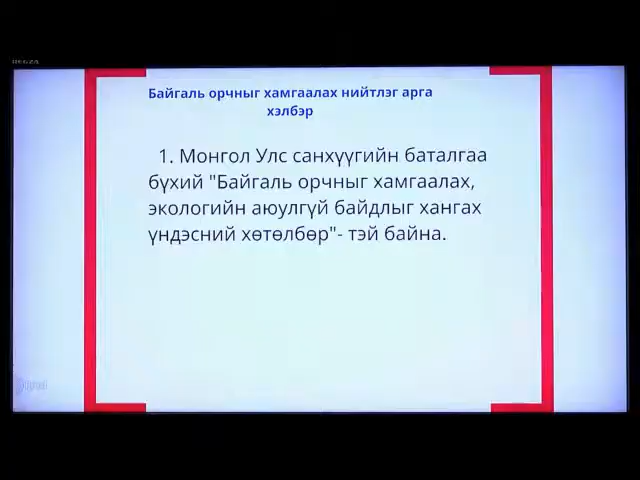 REGZA
Байгаль орчныг хамгаалах нийтлэг арга
хэлбэр
1. Монгол Улс санхүүгийн баталгаа
бүхий "Байгаль орчныг хамгаалах,
экологийн аюулгүй байдлыг хангах
үндэсний хөтөлбөр"- тэй байна.